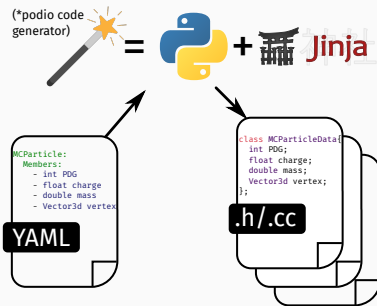 (*podio code
generator)
=
+
Jinja
MCParticle:
Members:
- int PDG
- float charge
- double mass
- Vector3d vertex
YAML
class MCParticleData{
int PDG;
float charge;
double mass;
Vector3d vertex;
};
.h/.cc